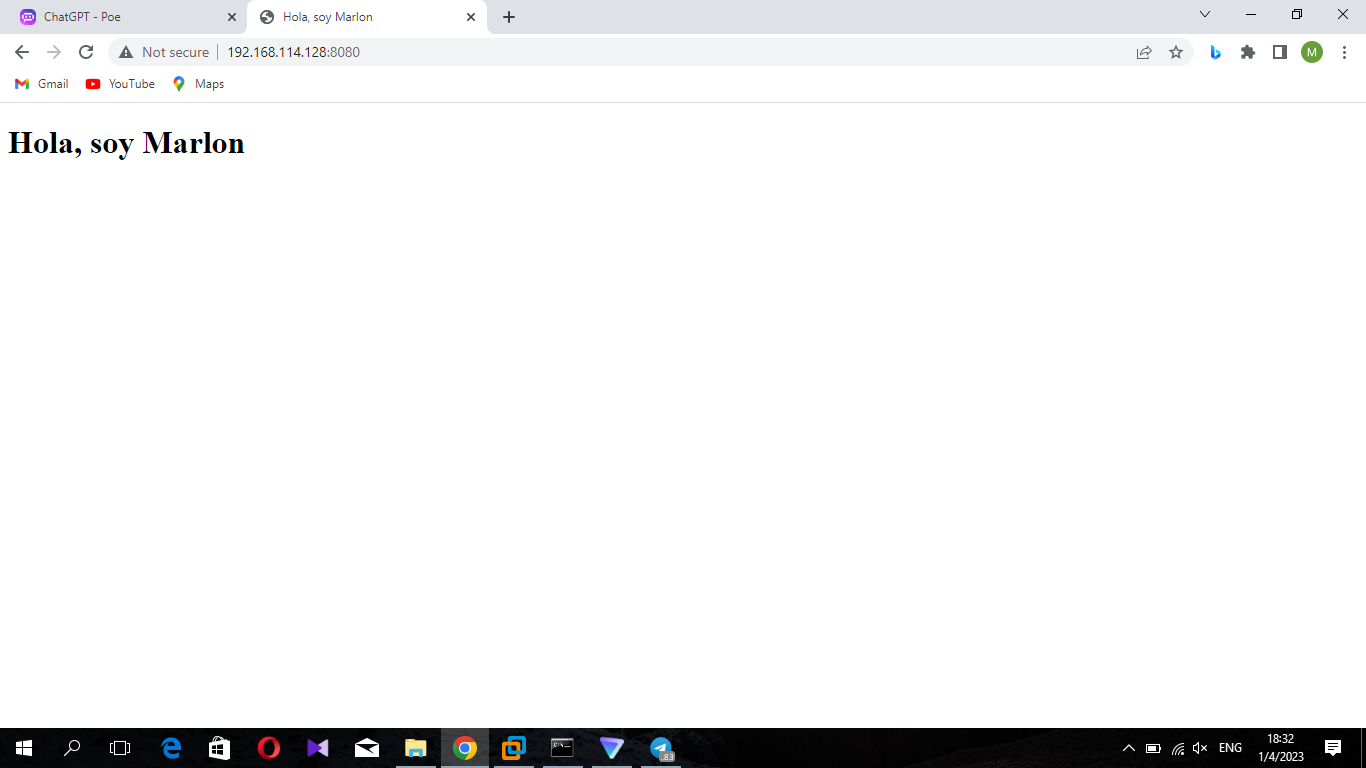 ChatGPT - Poe
Hola, soy Marlon
Not secure
192.168.114.128:8080
M
Gmail
YouTube
Maps
Hola, soy Marlon
83
ENG
18:32
1/4/2023